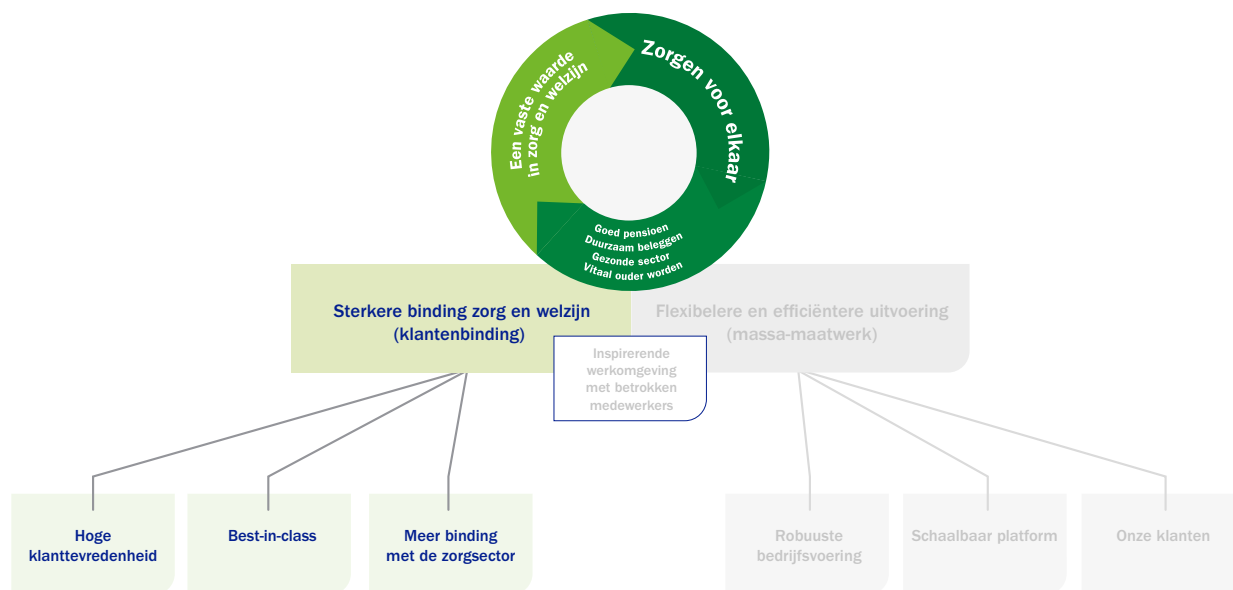 Een vaste waarde
in zorg en welzijn
Zorgen voor elkaar
Goed pensioen
Duurzaam beleggen
Gezonde sector
Vitaal ouder worden
Sterkere binding zorg en welzijn
(klantenbinding)
Flexibelere en efficiëntere uitvoering
(massa-maatwerk)
Inspirerende
werkomgeving
met betrokken
medewerkers
Hoge
klanttevredenheid
Best-in-class
Meer binding
met de zorgsector
Robuuste
bedrijfsvoering
Schaalbaar platform
Onze klanten